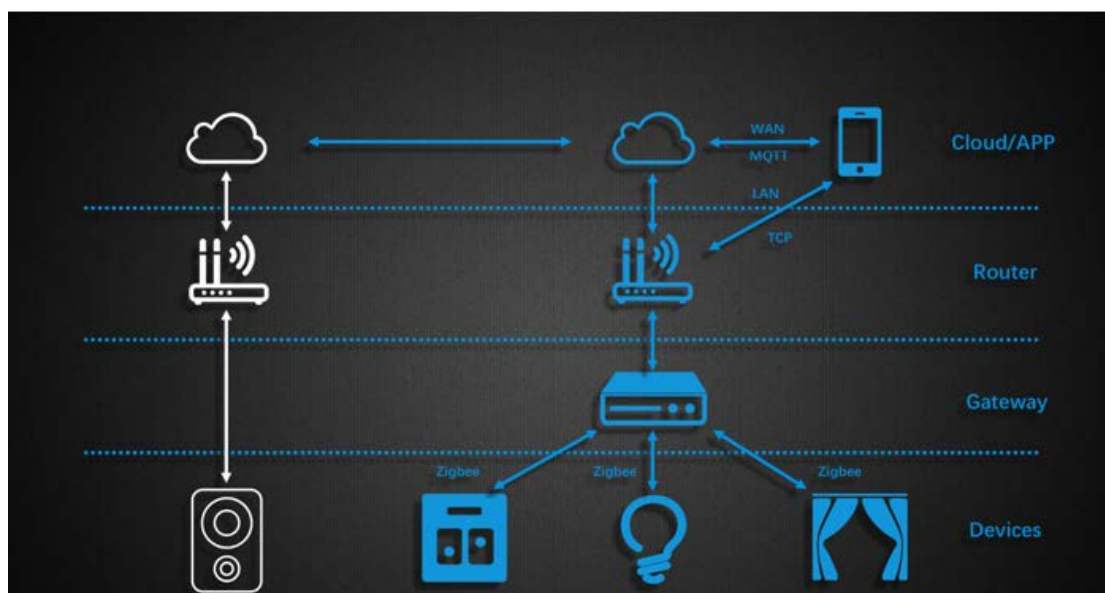 WAN
MQTT
Cloud/APP
LAN
TCP
Router
Gateway
Zigbee
Zigbee
Zigbee
Devices